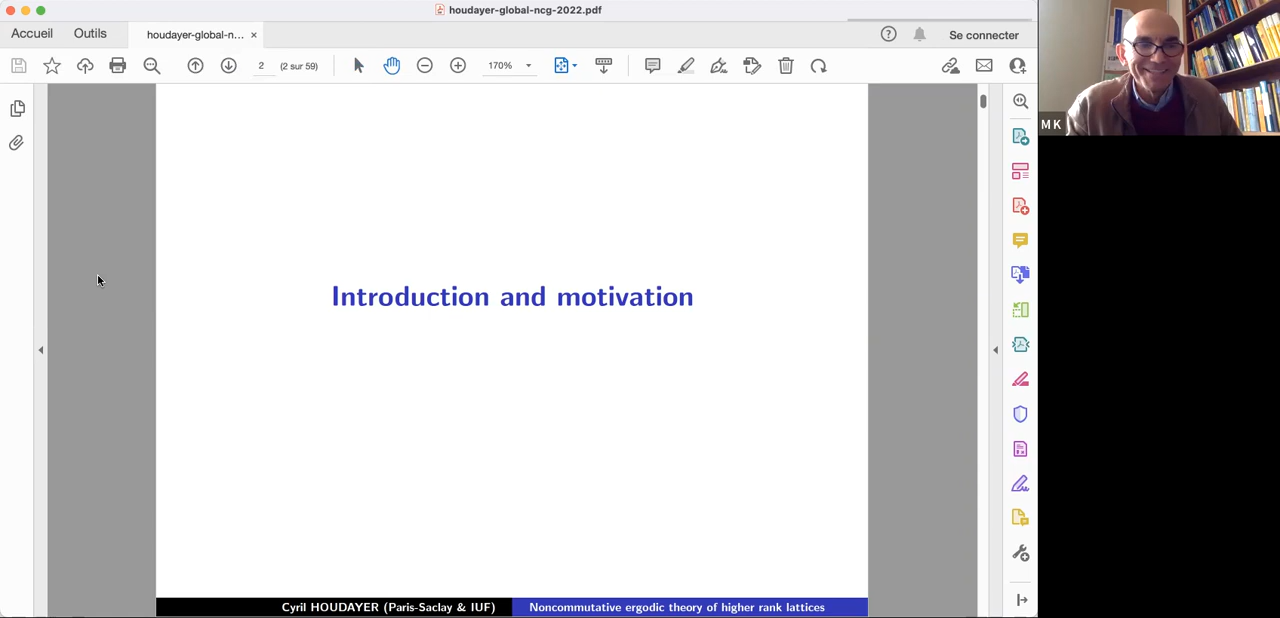 houdayer-global-ncg-2022.pdf
Accueil Outils houdayer-global-n... × Se connecter
2 (2 sur 59) 170%
M K
Introduction and motivation
Cyril HOUDAYER (Paris-Saclay & IUF) Noncommutative ergodic theory of higher rank lattices